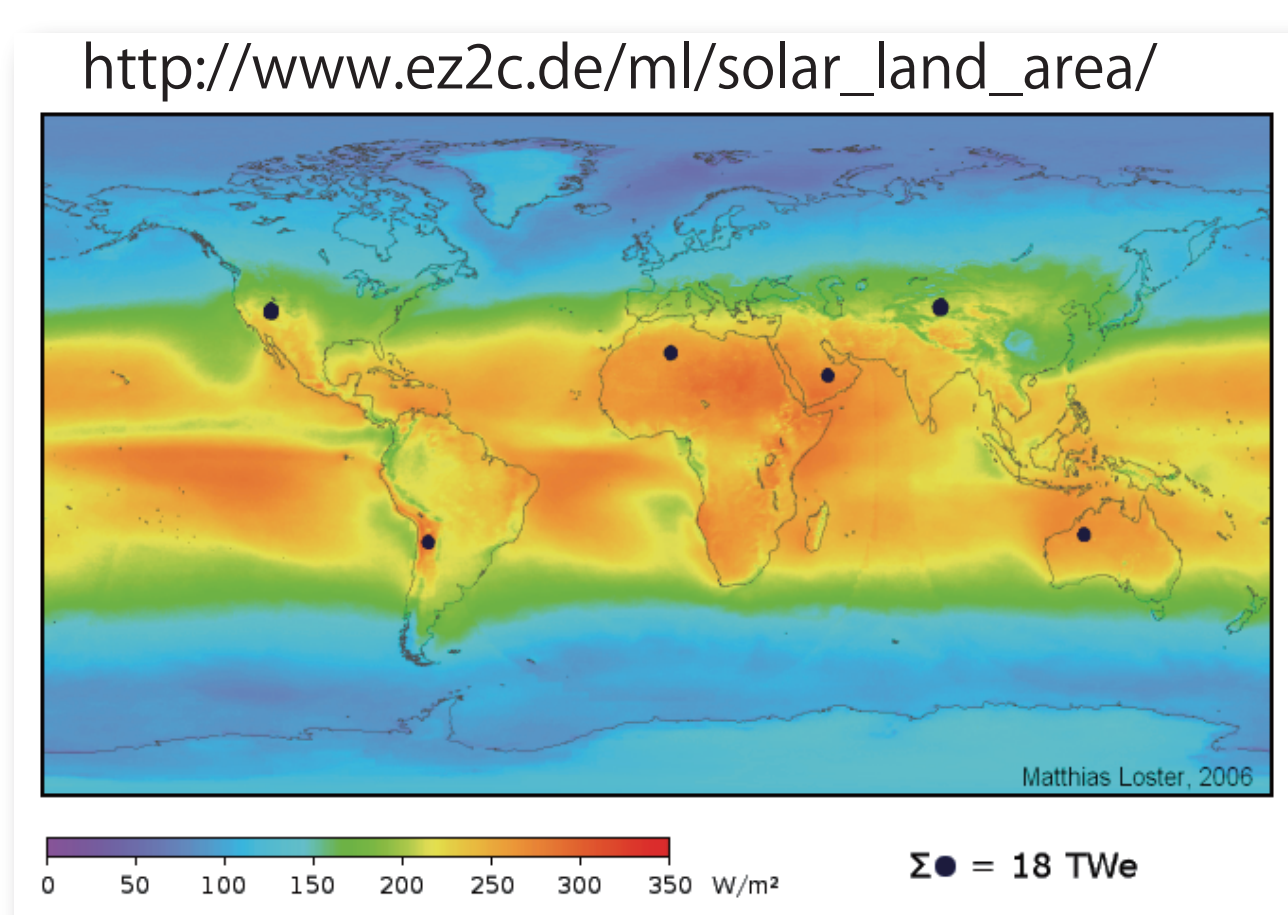 http://www.ez2c.de/ml/solar_land_area/
Matthias Loster, 2006
0 50 100 150 200 250 300 350 W/m²
Σ● = 18 TWe